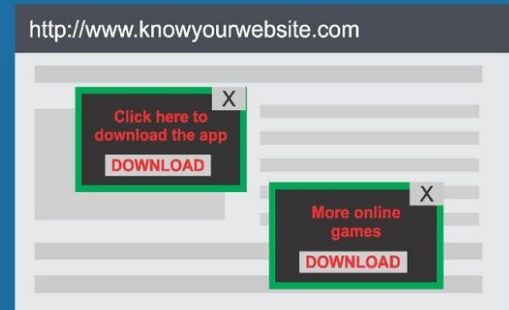 http://www.knowyourwebsite.com
X
Click here to
download the app
DOWNLOAD
X
More online
games
DOWNLOAD